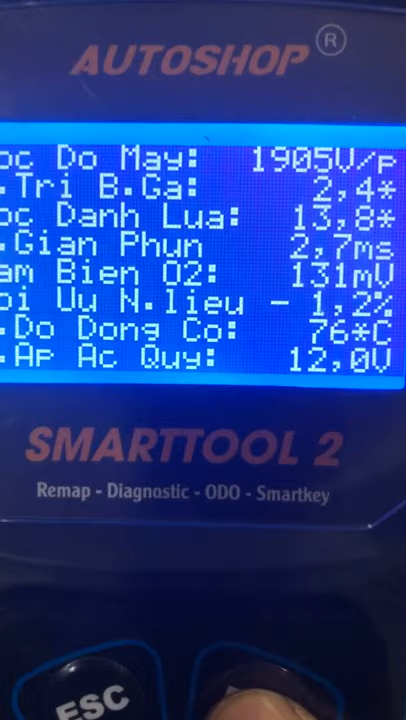 AUTOSHOP ®
oc Do May: 1905V/p
.Tri B.Ga: 2,4*
oc Danh Lua: 13,8*
.Gian Phun 2,7ms
am Bien O2: 131mV
oi Uu N.lieu - 1,2%
.Do Dong Co: 76*C
.Ap Ac Quy: 12,0V
SMARTTOOL 2
Remap - Diagnostic - ODO - Smartkey
ESC